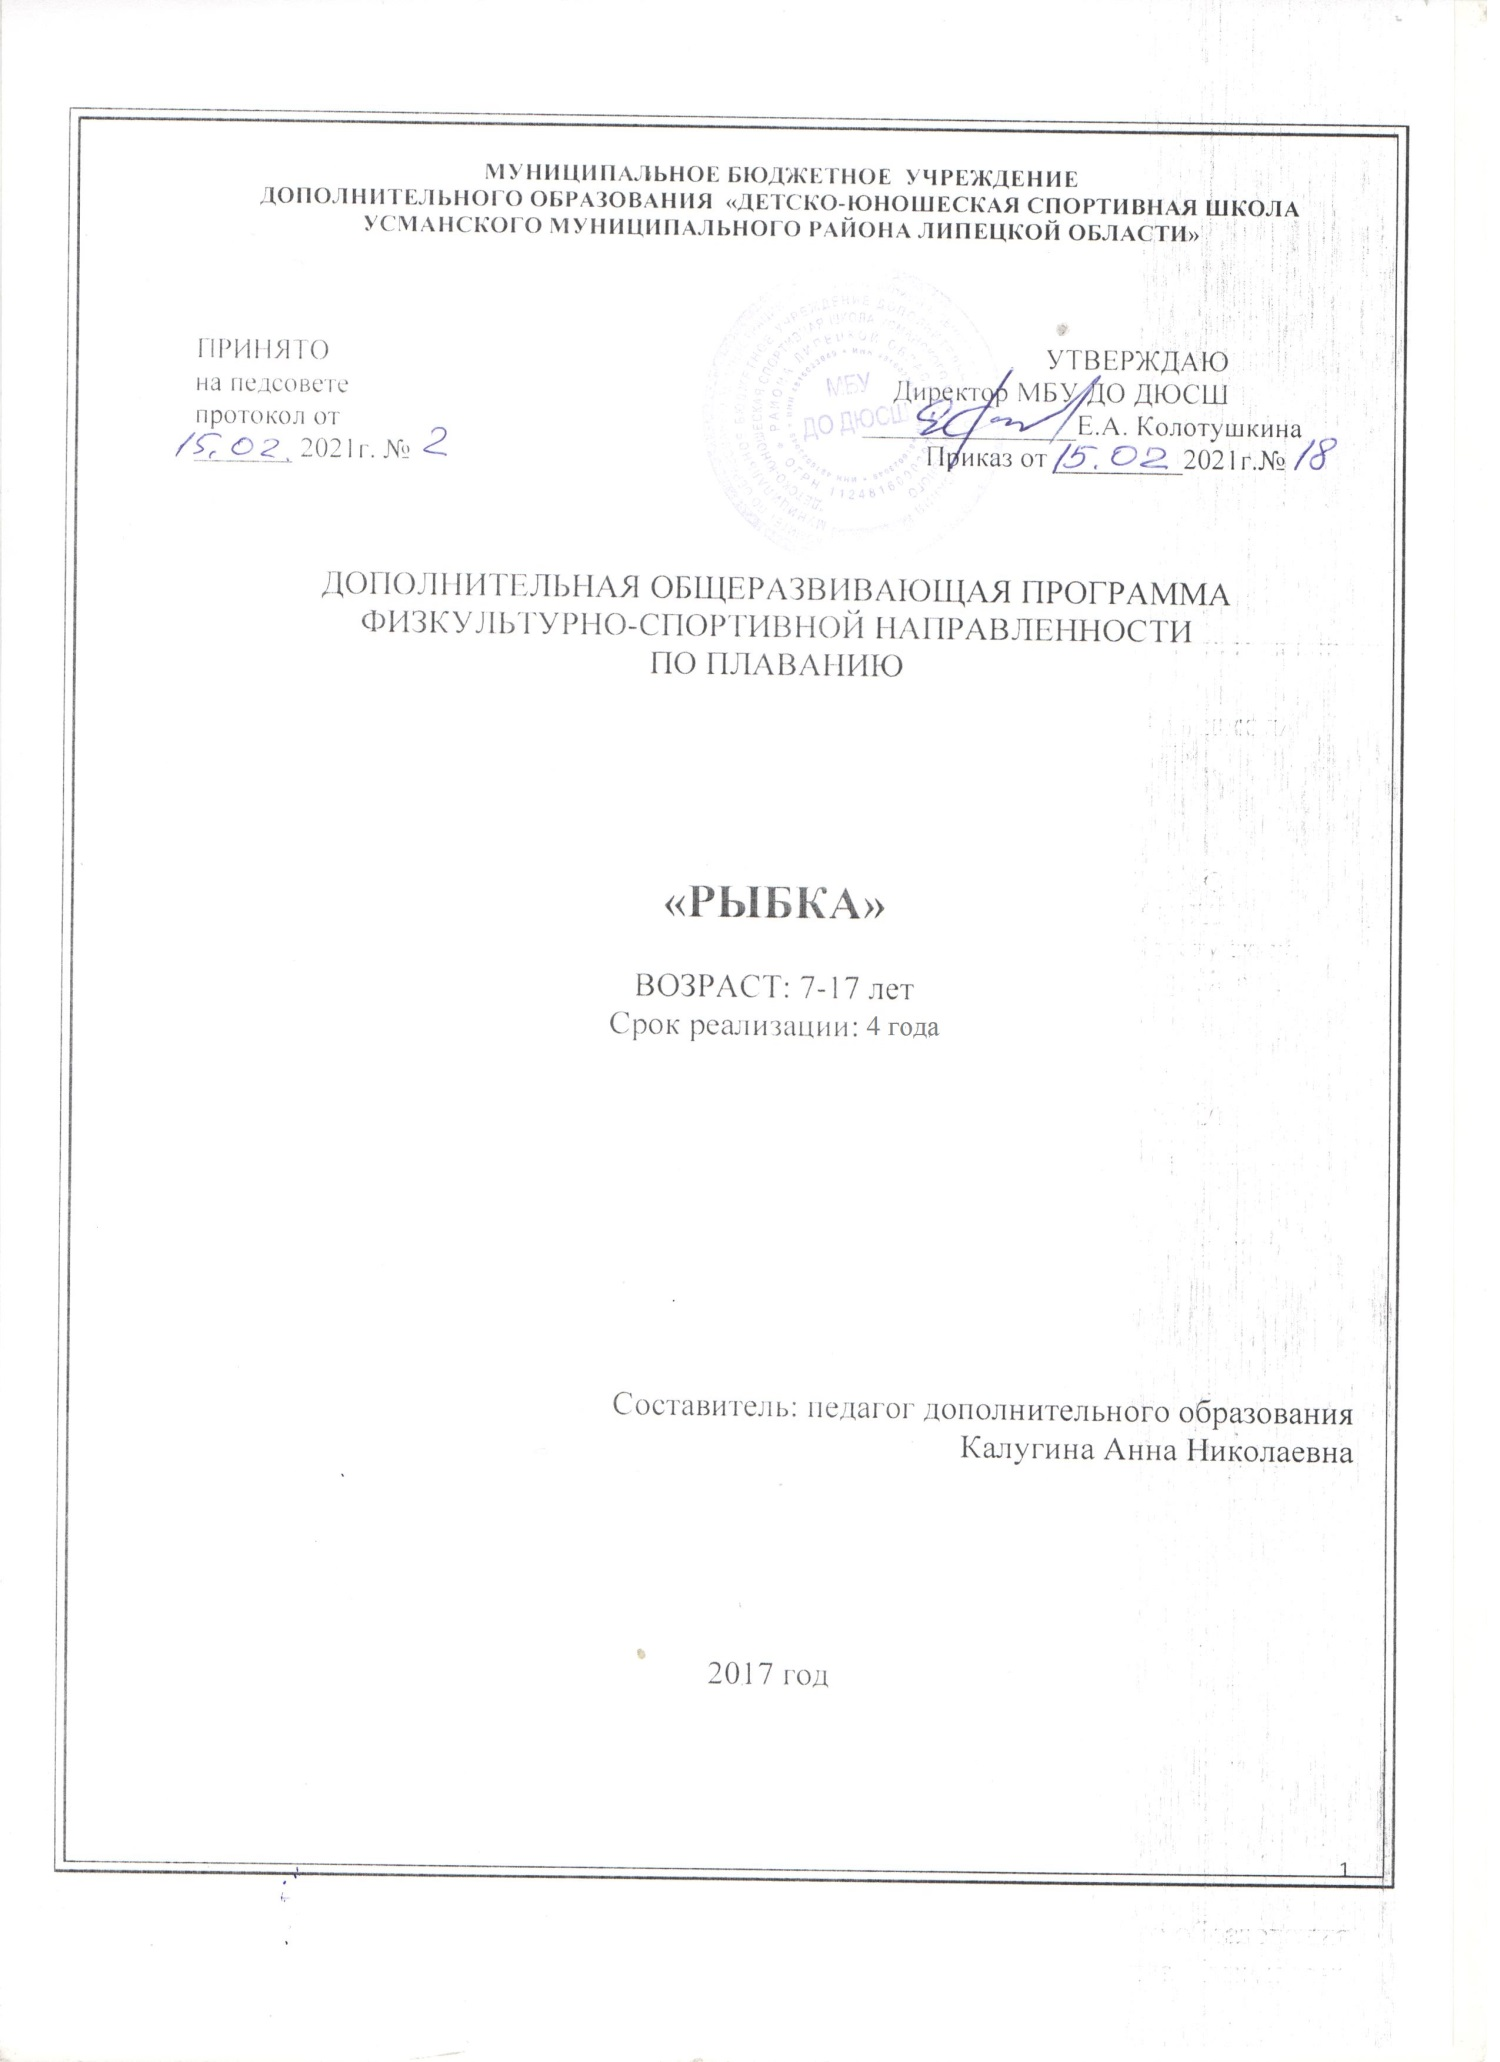 МУНИЦИПАЛЬНОЕ БЮДЖЕТНОЕ УЧРЕЖДЕНИЕ
ДОПОЛНИТЕЛЬНОГО ОБРАЗОВАНИЯ «ДЕТСКО-ЮНОШЕСКАЯ СПОРТИВНАЯ ШКОЛА
УСМАНСКОГО МУНИЦИПАЛЬНОГО РАЙОНА ЛИПЕЦКОЙ ОБЛАСТИ»
ПРИНЯТО
на педсовете
протокол от
15.02. 2021г. № 2
МБУ
ДО ДЮСШ
УТВЕРЖДАЮ
Директор МБУ ДО ДЮСШ
Е.А. Колотушкина
Приказ от 15.02 2021г.№ 18
ДОПОЛНИТЕЛЬНАЯ ОБЩЕРАЗВИВАЮЩАЯ ПРОГРАММА
ФИЗКУЛЬТУРНО-СПОРТИВНОЙ НАПРАВЛЕННОСТИ
ПО ПЛАВАНИЮ
«РЫБКА»
ВОЗРАСТ: 7-17 лет
Срок реализации: 4 года
Составитель: педагог дополнительного образования
Калугина Анна Николаевна
2017 год
1